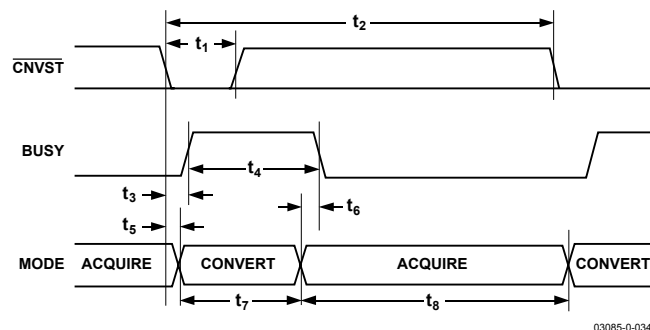 t2
t1
CNVST
BUSY
t4
t3
t6
t5
MODE ACQUIRE CONVERT ACQUIRE CONVERT
t7 t8
03085-0-034